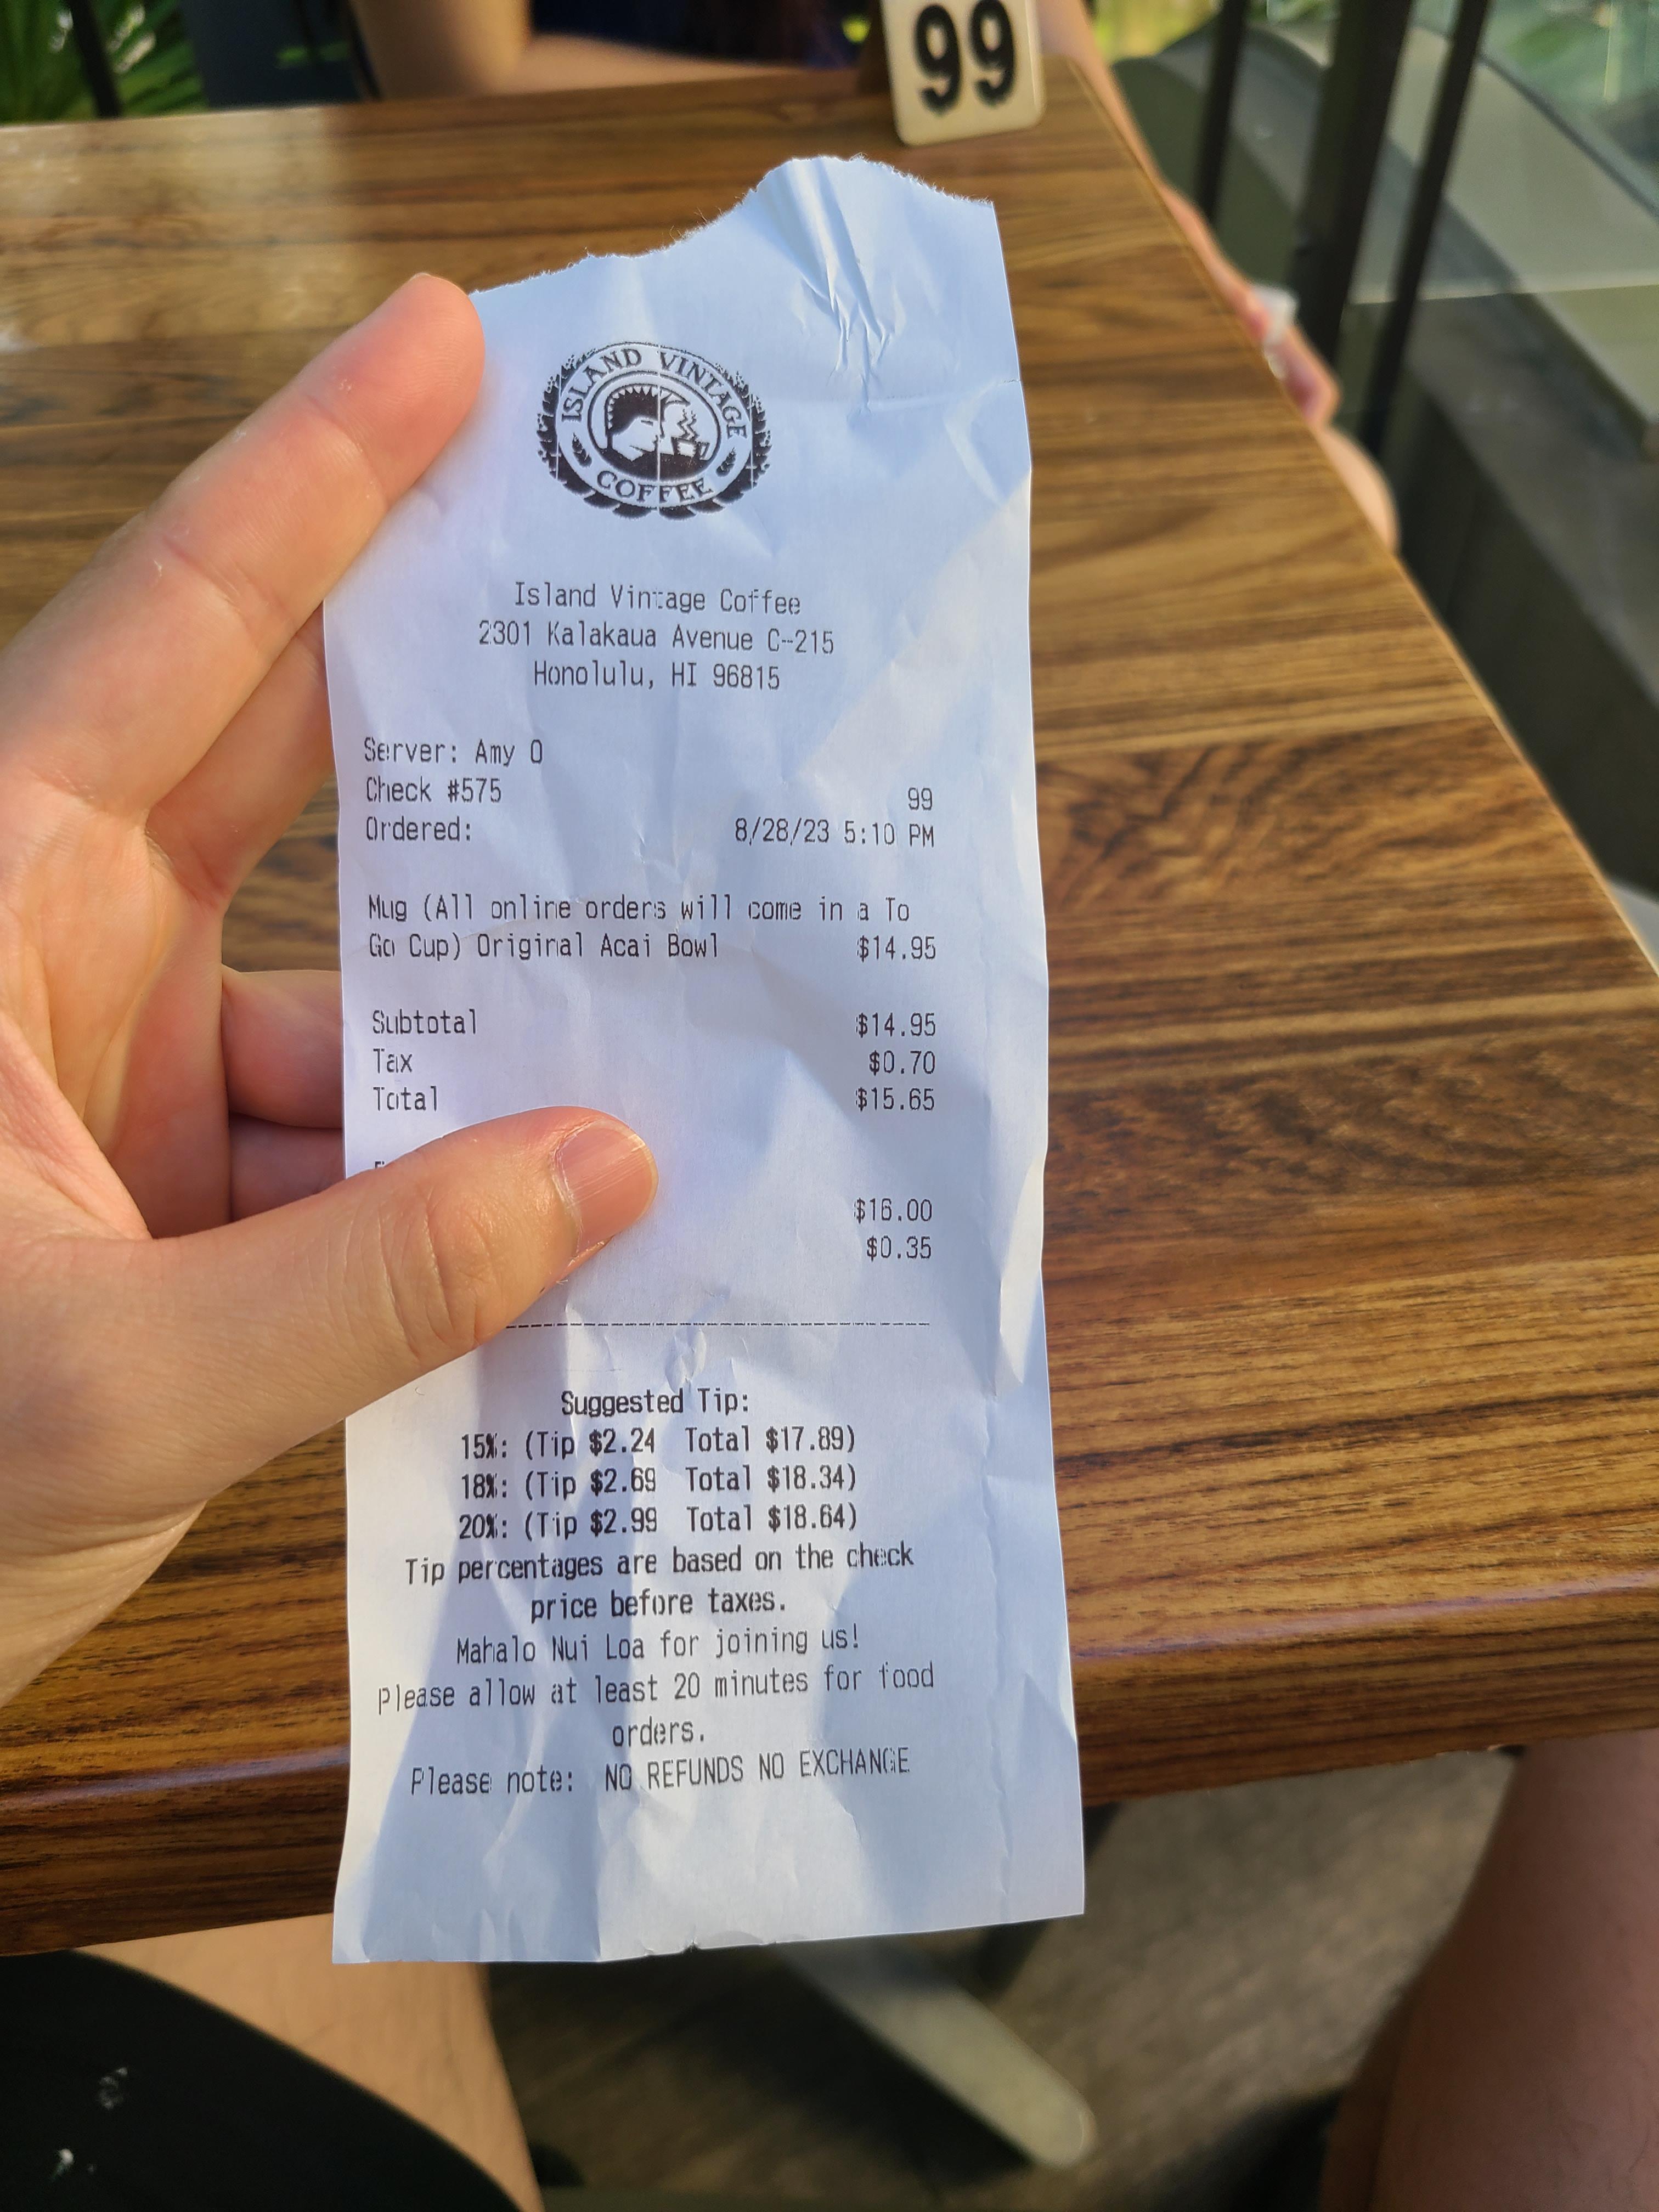 99
ISLAND VINTAGE
COFFEE
Island Vintage Coffee
2301 Kalakaua Avenue C-215
Honolulu, HI 96815
Server: Amy O
Check #575 99
Ordered: 8/28/23 5:10 PM
Mug (All online orders will come in a To
Go Cup) Original Acai Bowl $14.95
Subtotal $14.95
Tax $0.70
Total $15.65
$16.00
$0.35
Suggested Tip:
15%: (Tip $2.24 Total $17.89)
18%: (Tip $2.69 Total $18.34)
20%: (Tip $2.99 Total $18.64)
Tip percentages are based on the check
price before taxes.
Mahalo Nui Loa for joining us!
Please allow at least 20 minutes for food
orders.
Please note: NO REFUNDS NO EXCHANGE